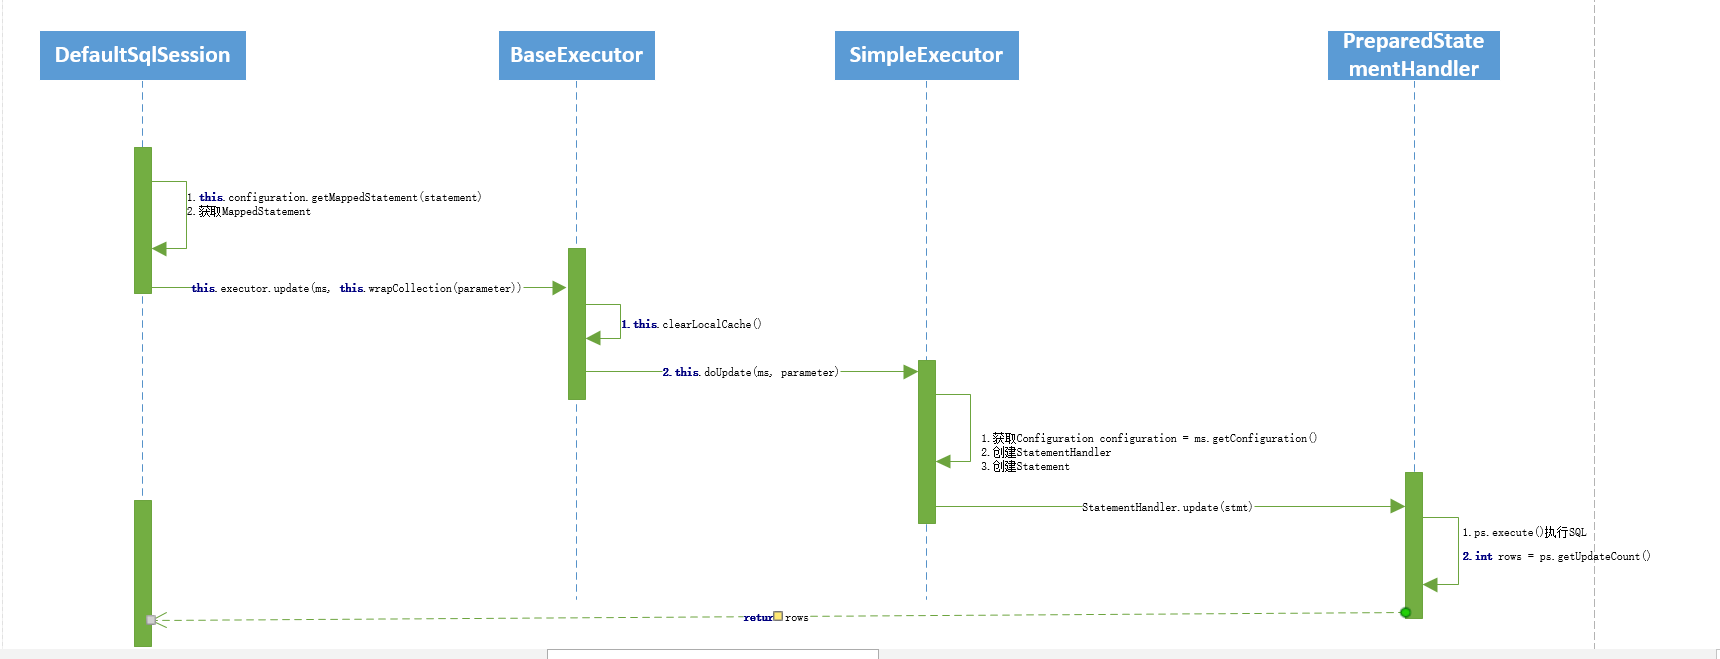 DefaultSqlSession
BaseExecutor
SimpleExecutor
PreparedState
mentHandler
1.this.configuration.getMappedStatement(statement)
2.获取MappedStatement
this.executor.update(ms, this.wrapCollection(parameter))
1.this.clearLocalCache()
2.this.doUpdate(ms, parameter)
1.获取Configuration configuration = ms.getConfiguration()
2.创建StatementHandler
3.创建Statement
StatementHandler.update(stmt)
1.ps.execute()执行SQL
2.int rows = ps.getUpdateCount()
retur rows